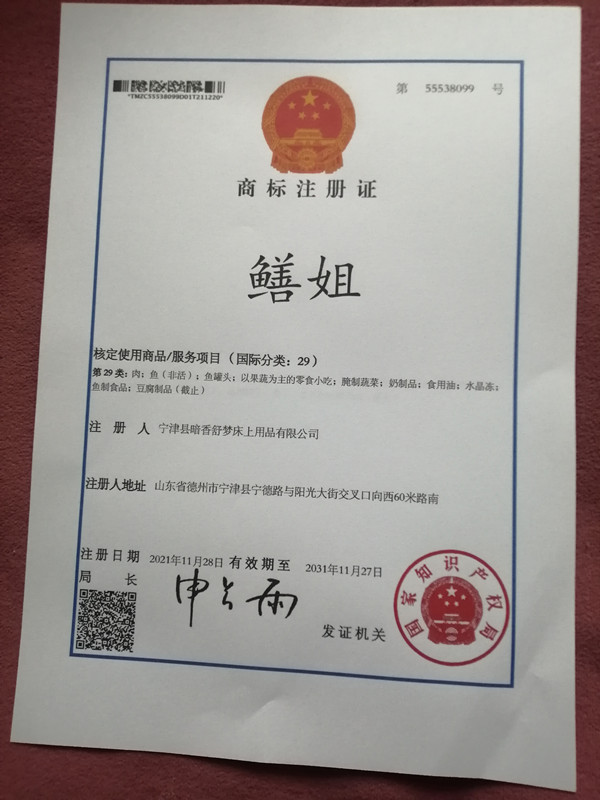 *TMZC55538099D01T211220*
第 55538099 号
商标注册证
鳝姐
核定使用商品/服务项目（国际分类：29）
第29类：肉；鱼（非活）；鱼罐头；以果蔬为主的零食小吃；腌制蔬菜；奶制品；食用油；水晶冻；
鱼制食品；豆腐制品（截止）
注 册 人 宁津县暗香舒梦床上用品有限公司
注册人地址 山东省德州市宁津县宁德路与阳光大街交叉口向西60米路南
注册日期 2021年11月28日 有效期至 2031年11月27日
局 长 申长雨
发证机关
国家知识产权局